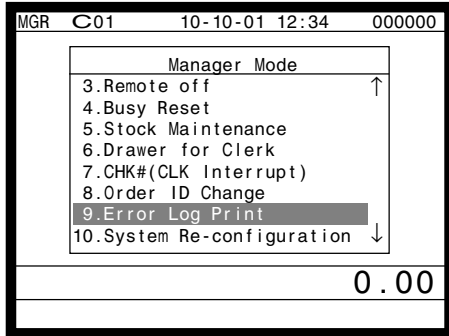 MGR C01 10-10-01 12:34 000000
Manager Mode
3.Remote off ↑
4.Busy Reset
5.Stock Maintenance
6.Drawer for Clerk
7.CHK#(CLK Interrupt)
8.Order ID Change
9.Error Log Print
10.System Re-configuration ↓
0.00